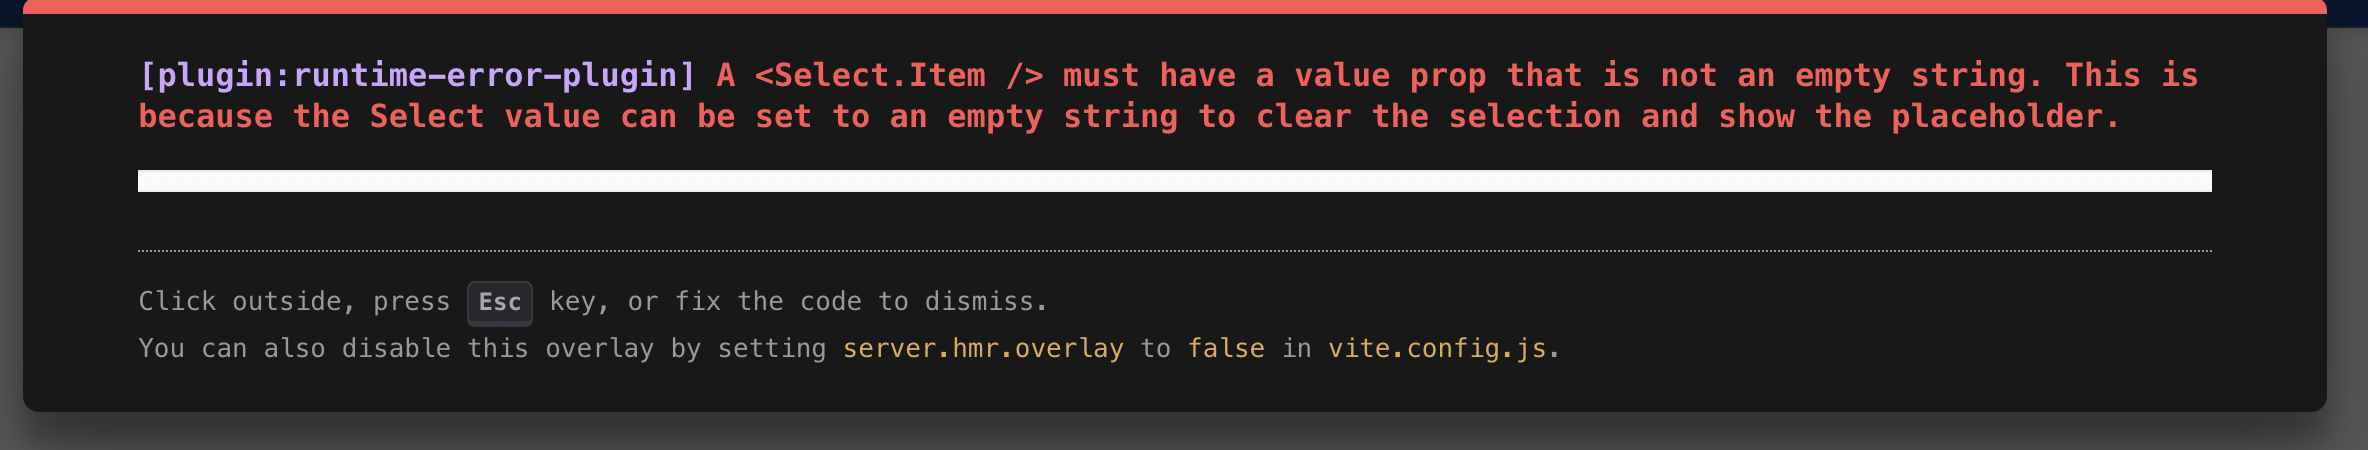 [plugin:runtime-error-plugin] A <Select.Item /> must have a value prop that is not an empty string. This is
because the Select value can be set to an empty string to clear the selection and show the placeholder.
Click outside, press Esc key, or fix the code to dismiss.
You can also disable this overlay by setting server.hmr.overlay to false in vite.config.js.